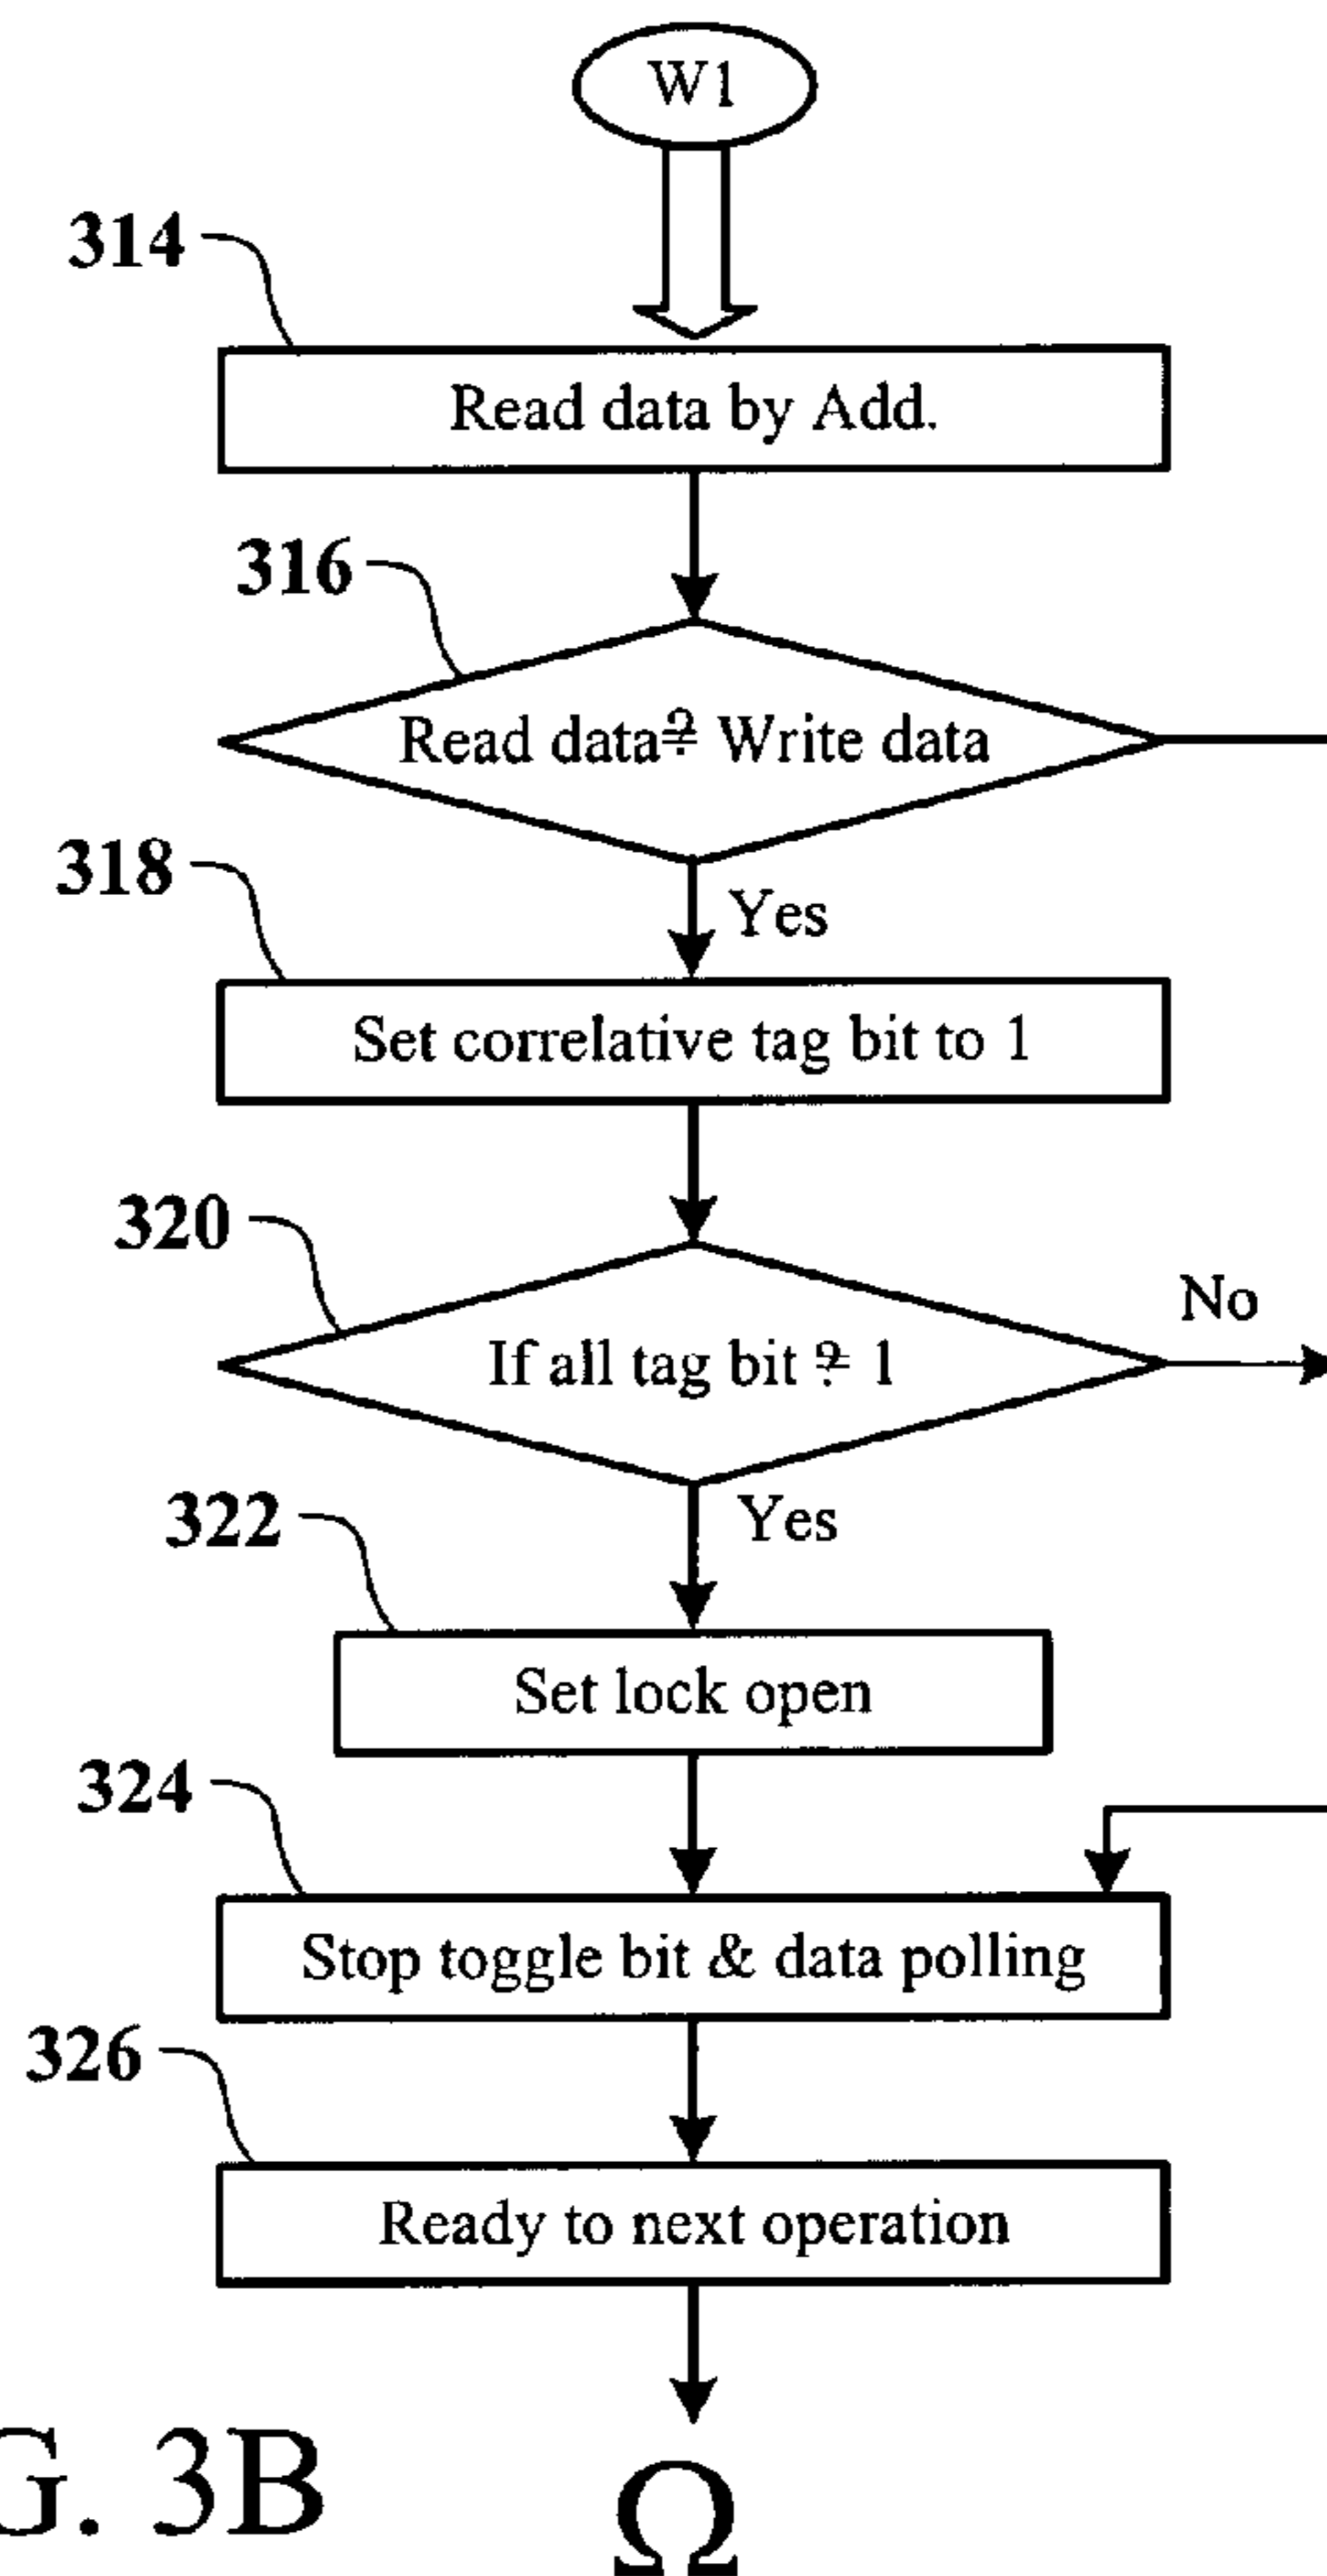 W1
314
Read data by Add.
316
Read data ≟ Write data
318
Yes
Set correlative tag bit to 1
320
No
If all tag bit ≟ 1
322
Yes
Set lock open
324
Stop toggle bit & data polling
326
Ready to next operation
G. 3B
Ω